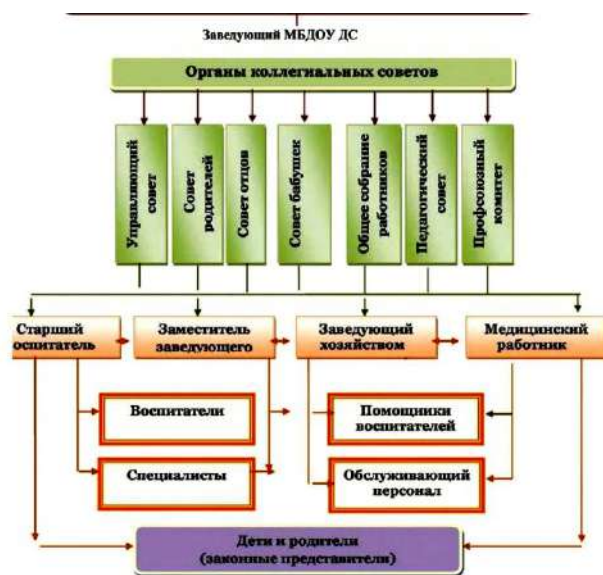 Заведующий МБДОУ ДС
Органы коллегиальных советов
Управляющий
совет
Совет
родителей
Совет отцов
Совет бабушек
Общее собрание
работников
Педагогический
совет
Профсоюзный
комитет
Старший
оспитатель
Заместитель
заведующего
Заведующий
хозяйством
Медицинский
работник
Воспитатели
Помощники
воспитателей
Специалисты
Обслуживающий
персонал
Дети и родители
(законные представители)